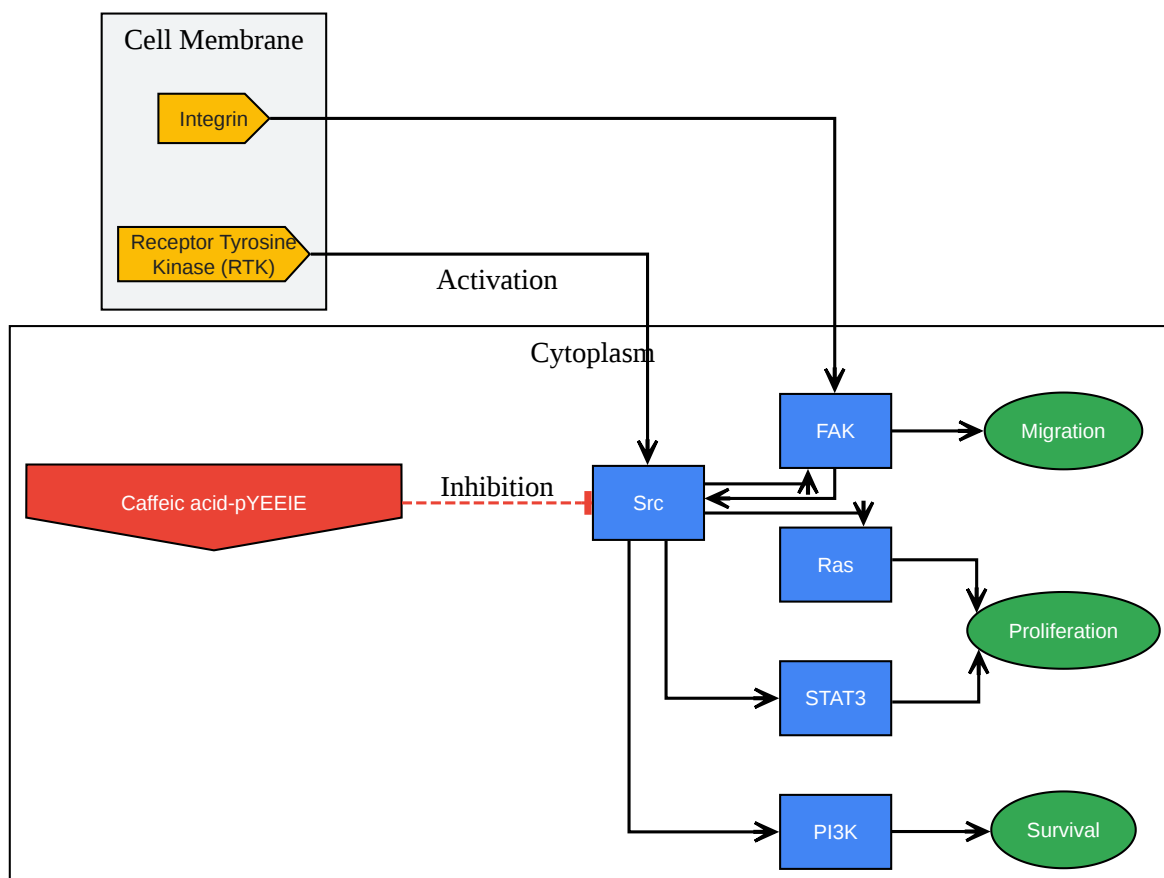 Cell Membrane
Integrin
Receptor Tyrosine
Kinase (RTK)
Activation
Cytoplasm
FAK
Migration
Caffeic acid-pYEEIE
Inhibition
Src
Ras
Proliferation
STAT3
PI3K
Survival